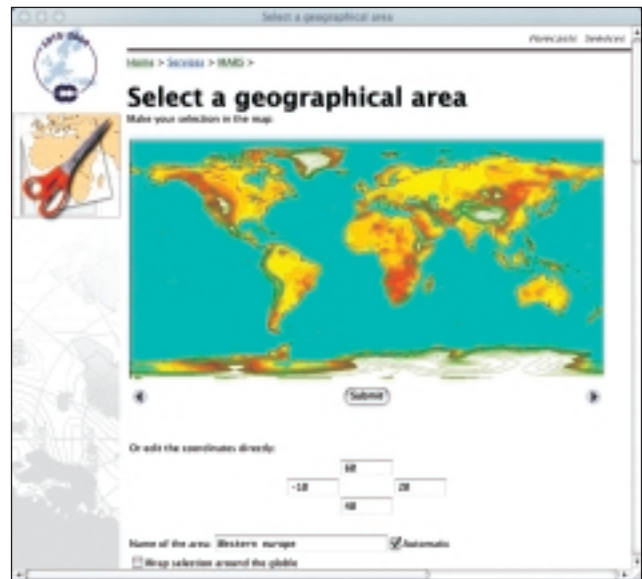 Select a geographical area
Forecasts Services
Home > Services > MARS >
Select a geographical area
Make your selection in the map:
Submit
Or edit the coordinates directly:
60
-10 20
40
Name of the area: Western europe Automatic
Wrap selection around the globe